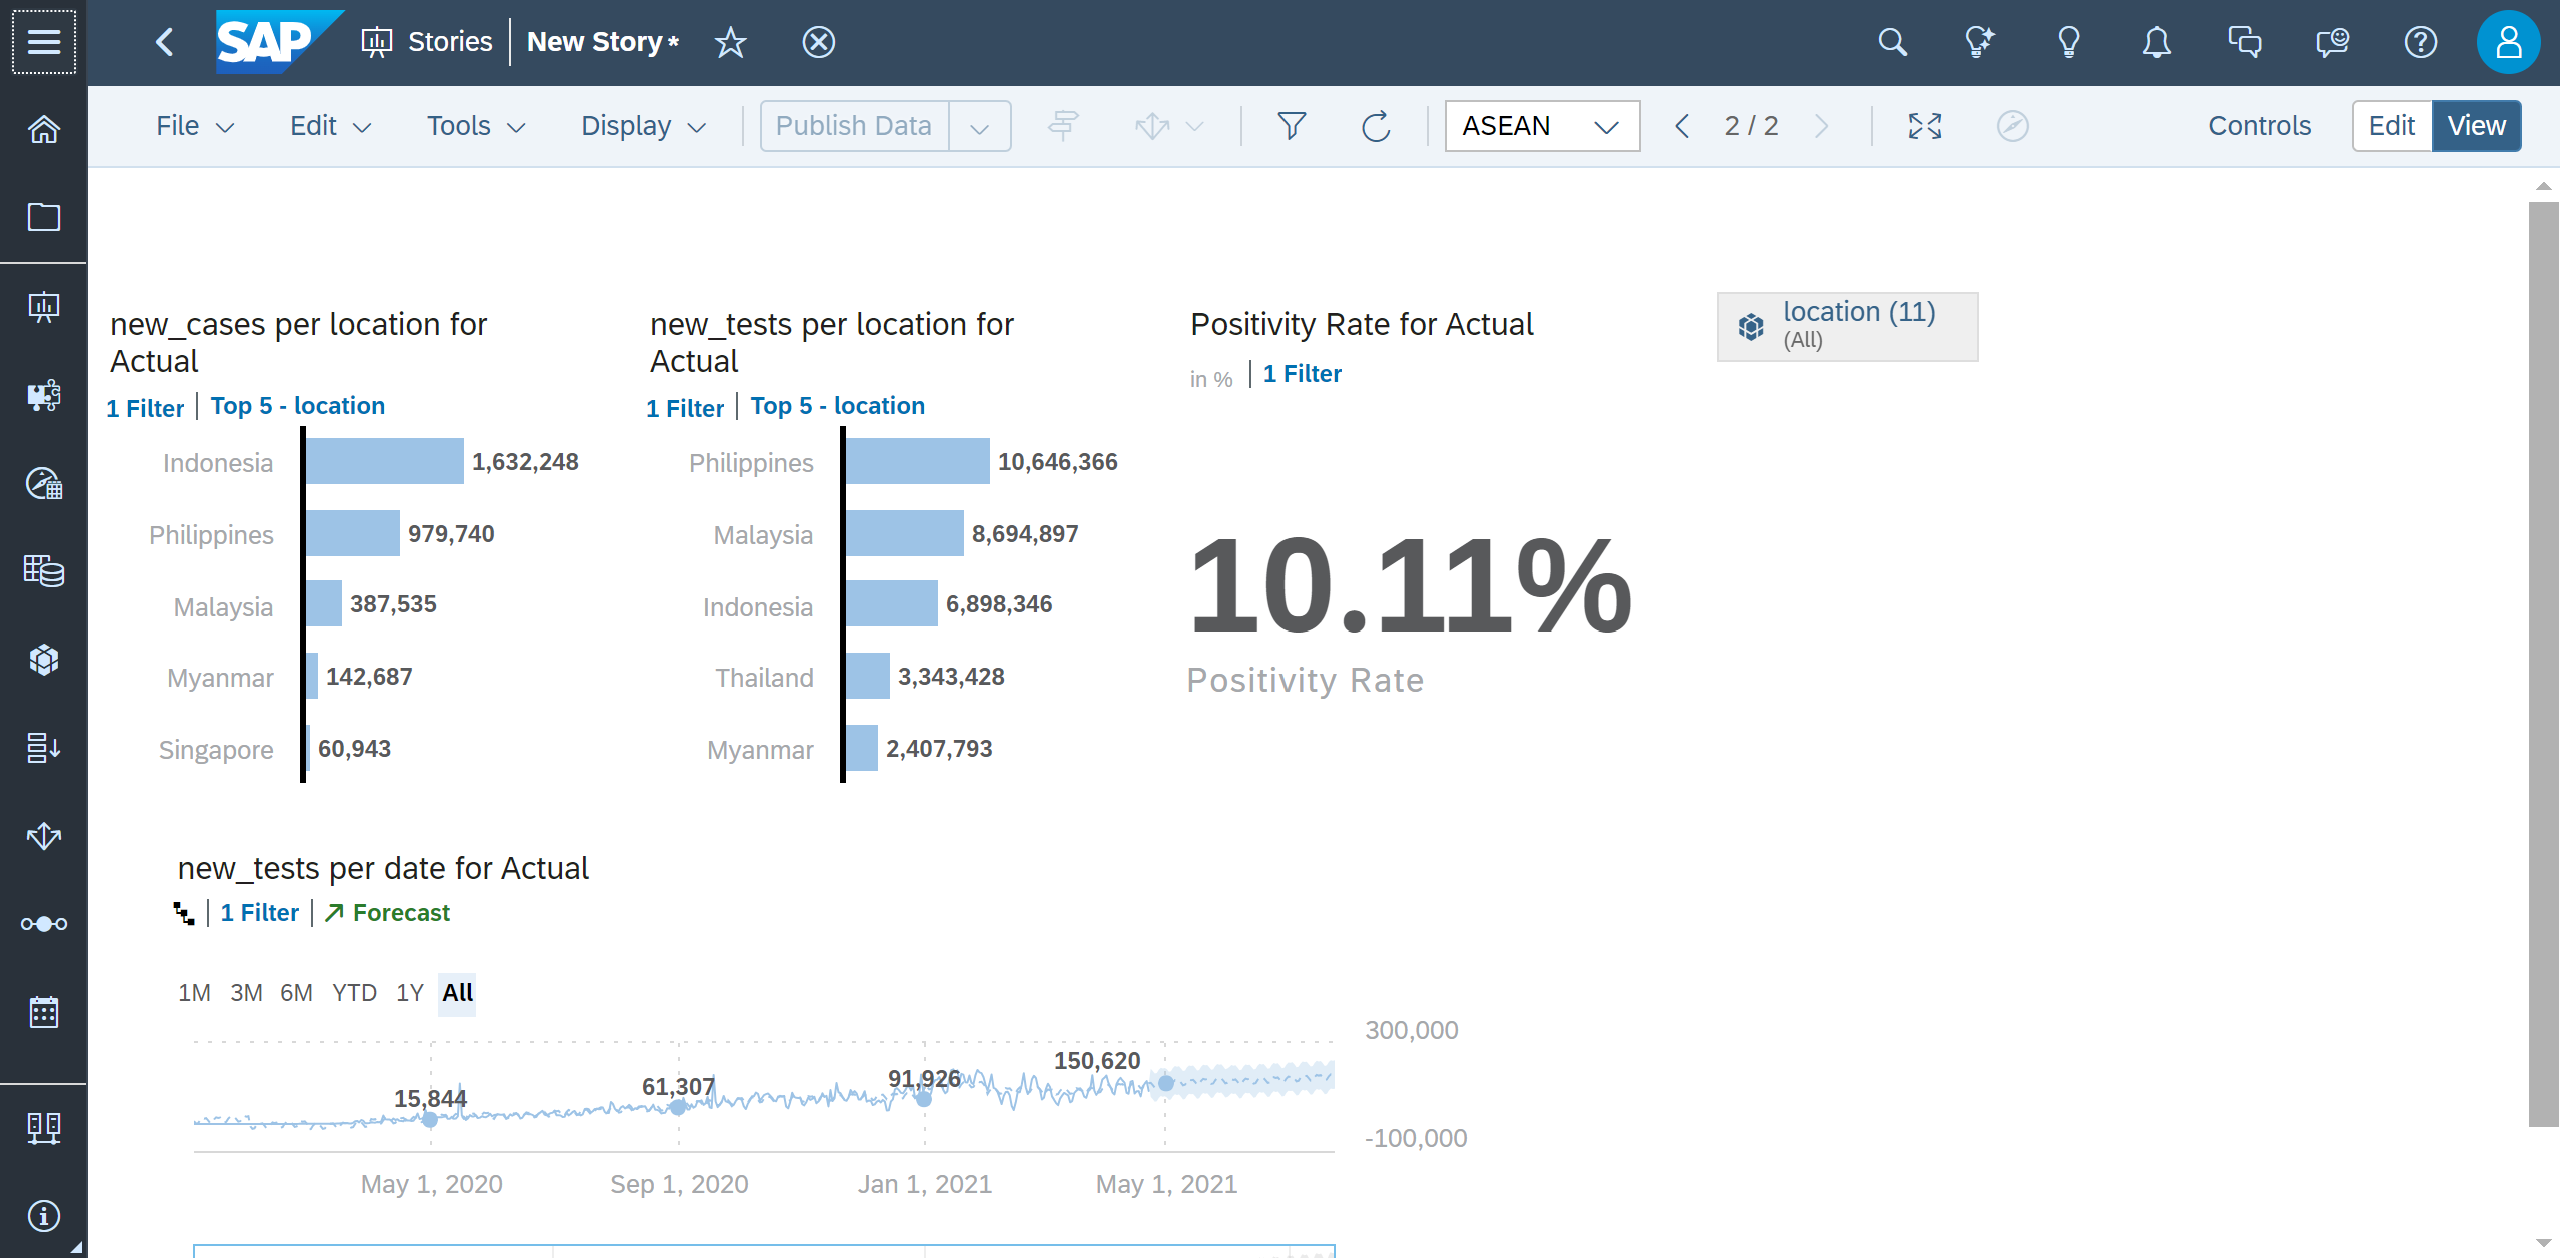 SAP Stories New Story *
File Edit Tools Display Publish Data ASEAN 2 / 2 Controls Edit View
new_cases per location for
Actual
1 Filter Top 5 - location
Indonesia 1,632,248
Philippines 979,740
Malaysia 387,535
Myanmar 142,687
Singapore 60,943
new_tests per location for
Actual
1 Filter Top 5 - location
Philippines 10,646,366
Malaysia 8,694,897
Indonesia 6,898,346
Thailand 3,343,428
Myanmar 2,407,793
Positivity Rate for Actual
in % 1 Filter
10.11%
Positivity Rate
location (11)
(All)
new_tests per date for Actual
1 Filter Forecast
1M 3M 6M YTD 1Y All
300,000
15,844 61,307 91,926 150,620
-100,000
May 1, 2020 Sep 1, 2020 Jan 1, 2021 May 1, 2021